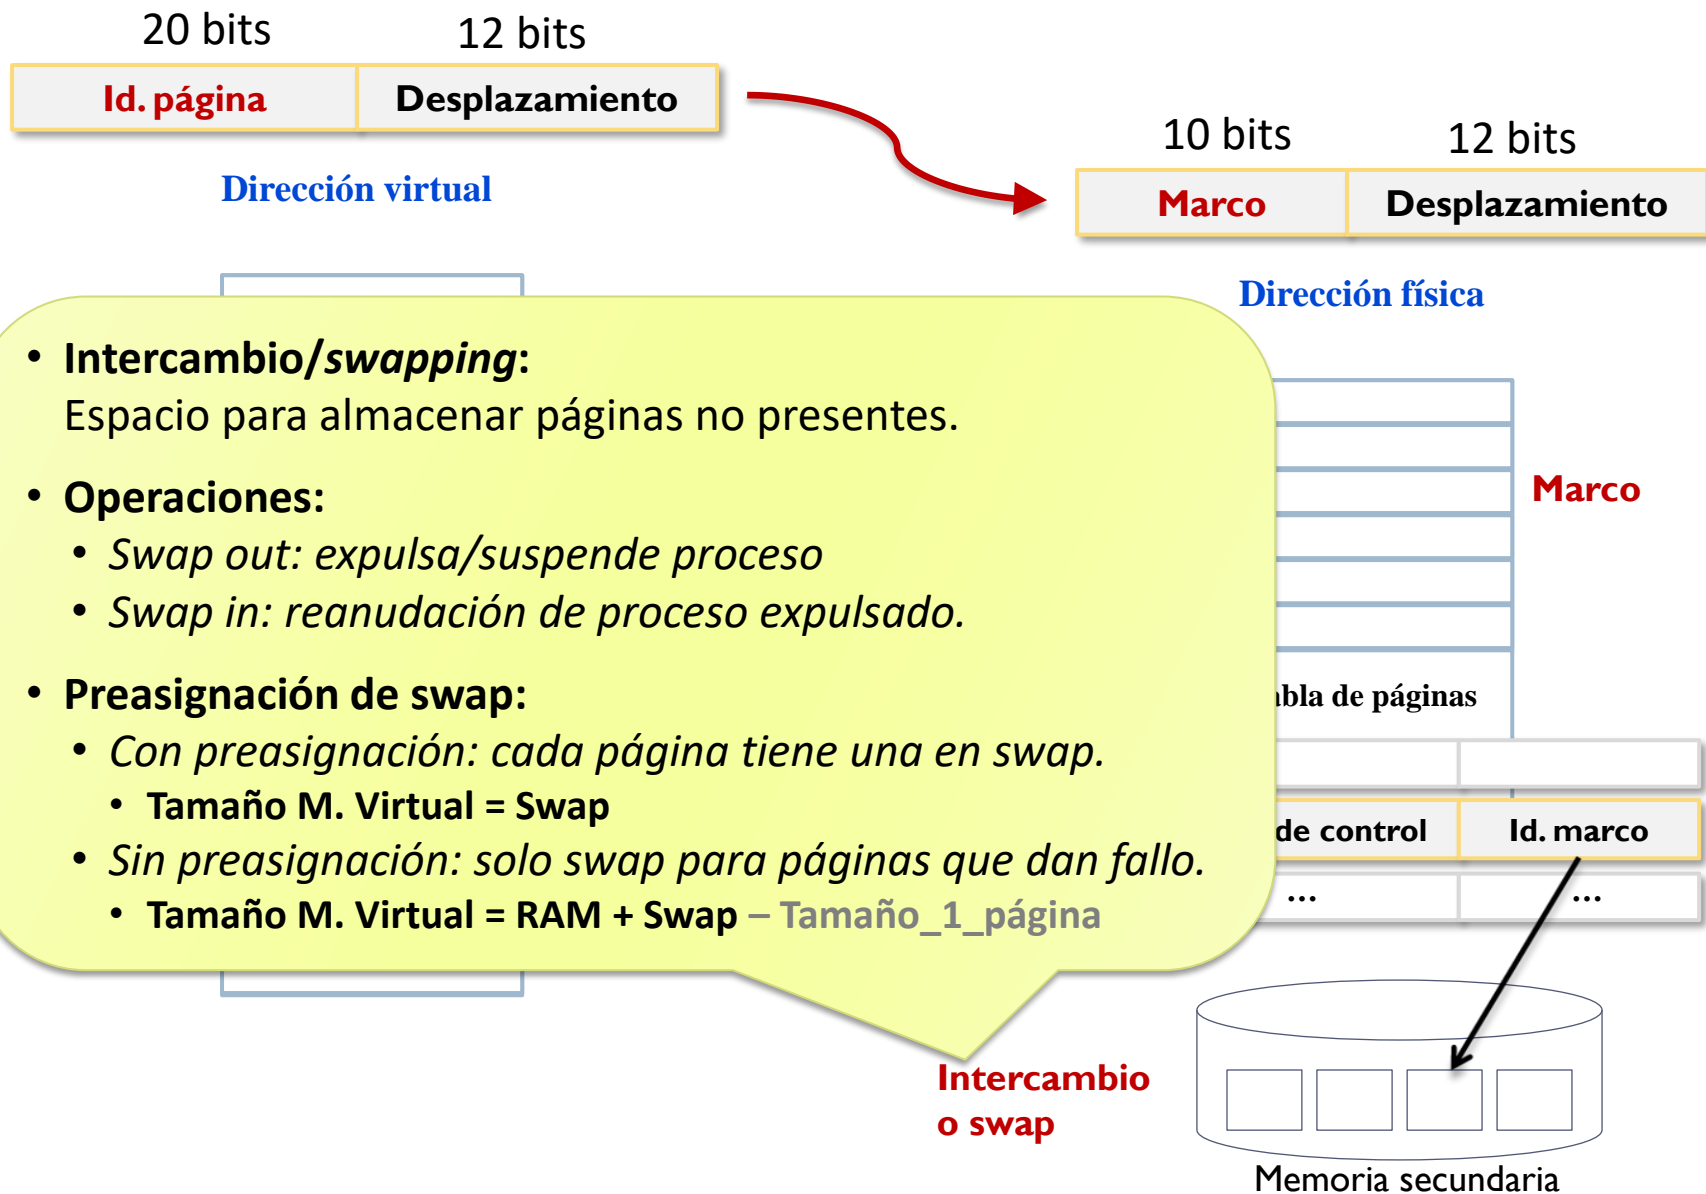 20 bits 12 bits
Id. página Desplazamiento
Dirección virtual
10 bits 12 bits
Marco Desplazamiento
Dirección física
• Intercambio/swapping:
Espacio para almacenar páginas no presentes.
• Operaciones:
• Swap out: expulsa/suspende proceso
• Swap in: reanudación de proceso expulsado.
• Preasignación de swap:
• Con preasignación: cada página tiene una en swap.
• Tamaño M. Virtual = Swap
• Sin preasignación: solo swap para páginas que dan fallo.
• Tamaño M. Virtual = RAM + Swap – Tamaño_1_página
Marco
de páginas
de control Id. marco
... ...
Intercambio
o swap
Memoria secundaria